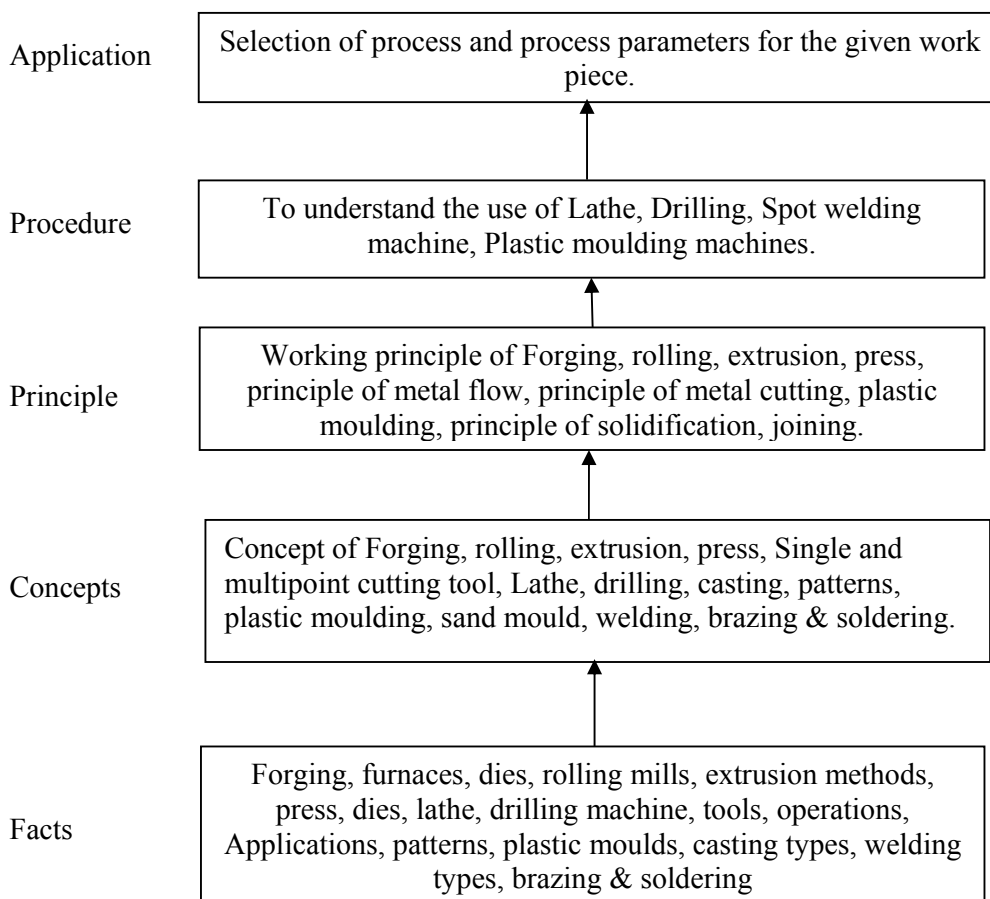 Application
Selection of process and process parameters for the given work
piece.
Procedure
To understand the use of Lathe, Drilling, Spot welding
machine, Plastic moulding machines.
Principle
Working principle of Forging, rolling, extrusion, press,
principle of metal flow, principle of metal cutting, plastic
moulding, principle of solidification, joining.
Concepts
Concept of Forging, rolling, extrusion, press, Single and
multipoint cutting tool, Lathe, drilling, casting, patterns,
plastic moulding, sand mould, welding, brazing & soldering.
Facts
Forging, furnaces, dies, rolling mills, extrusion methods,
press, dies, lathe, drilling machine, tools, operations,
Applications, patterns, plastic moulds, casting types, welding
types, brazing & soldering